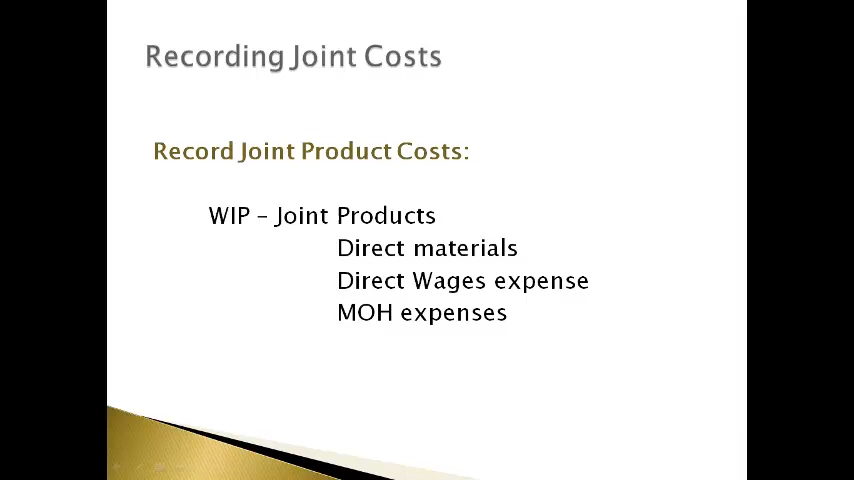 Recording Joint Costs
Record Joint Product Costs:
WIP – Joint Products
Direct materials
Direct Wages expense
MOH expenses